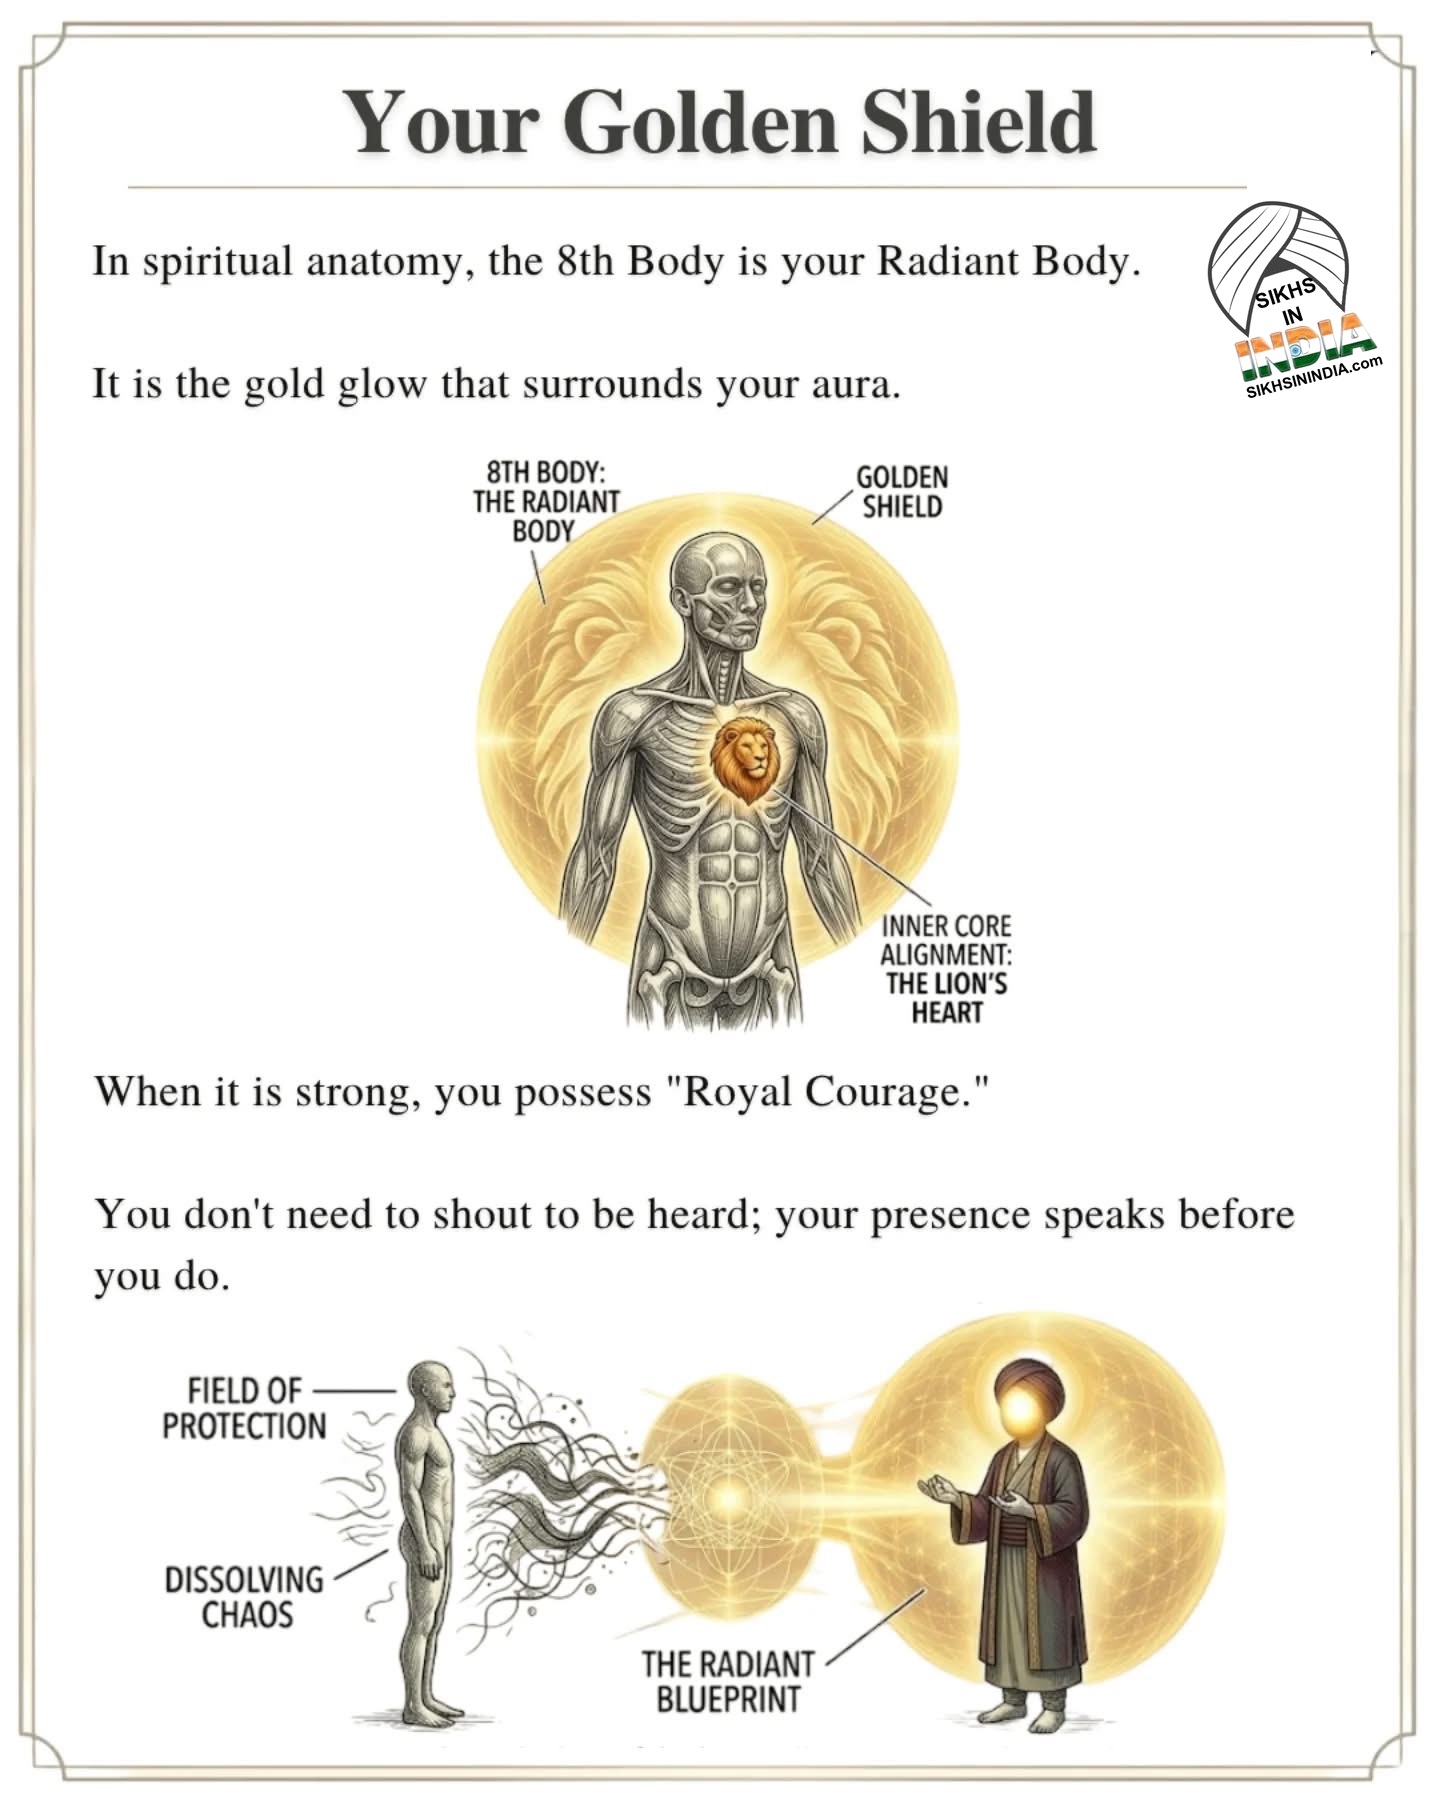 Your Golden Shield
In spiritual anatomy, the 8th Body is your Radiant Body.
SIKHS
IN
INDIA
SIKHSININDIA.com
It is the gold glow that surrounds your aura.
8TH BODY:
THE RADIANT
BODY
GOLDEN
SHIELD
INNER CORE
ALIGNMENT:
THE LION'S
HEART
When it is strong, you possess "Royal Courage."
You don't need to shout to be heard; your presence speaks before
you do.
FIELD OF
PROTECTION
DISSOLVING
CHAOS
THE RADIANT
BLUEPRINT